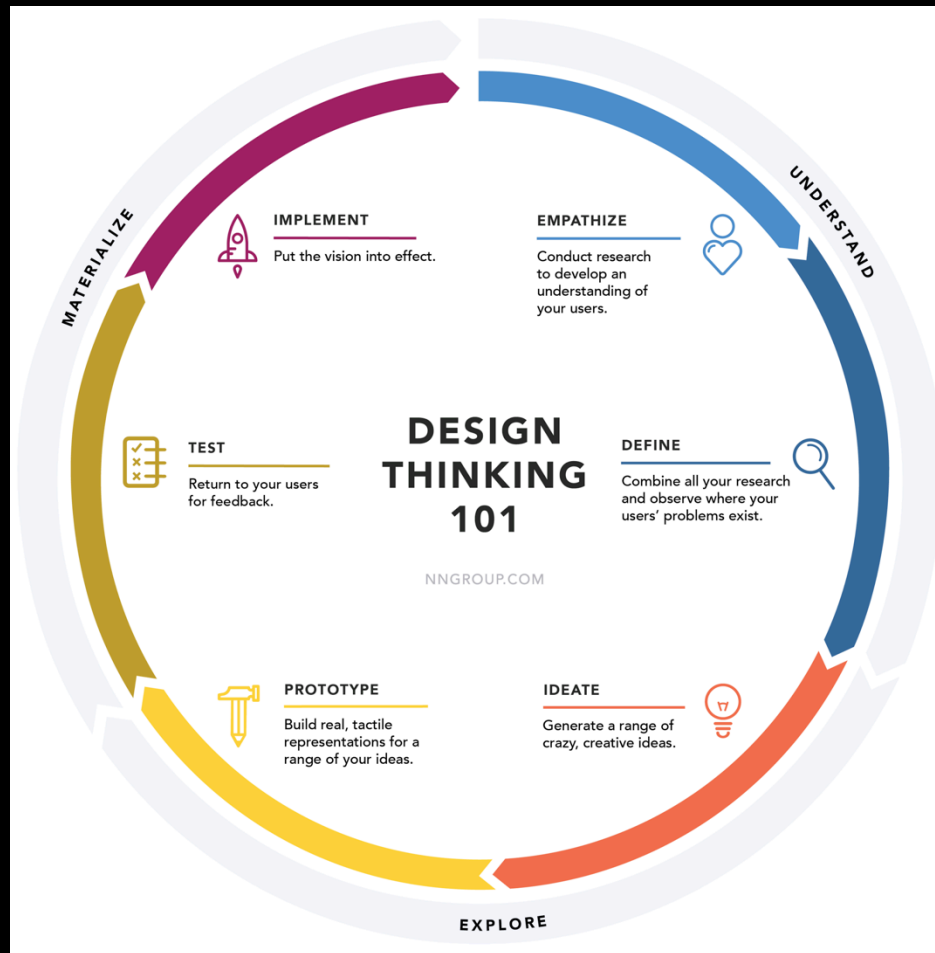 UNDERSTAND
EMPATHIZE
Conduct research
to develop an
understanding of
your users.
DEFINE
Combine all your research
and observe where your
users’ problems exist.
EXPLORE
IDEATE
Generate a range of
crazy, creative ideas.
PROTOTYPE
Build real, tactile
representations for a
range of your ideas.
MATERIALIZE
TEST
Return to your users
for feedback.
IMPLEMENT
Put the vision into effect.
DESIGN
THINKING
101
NNGROUP.COM